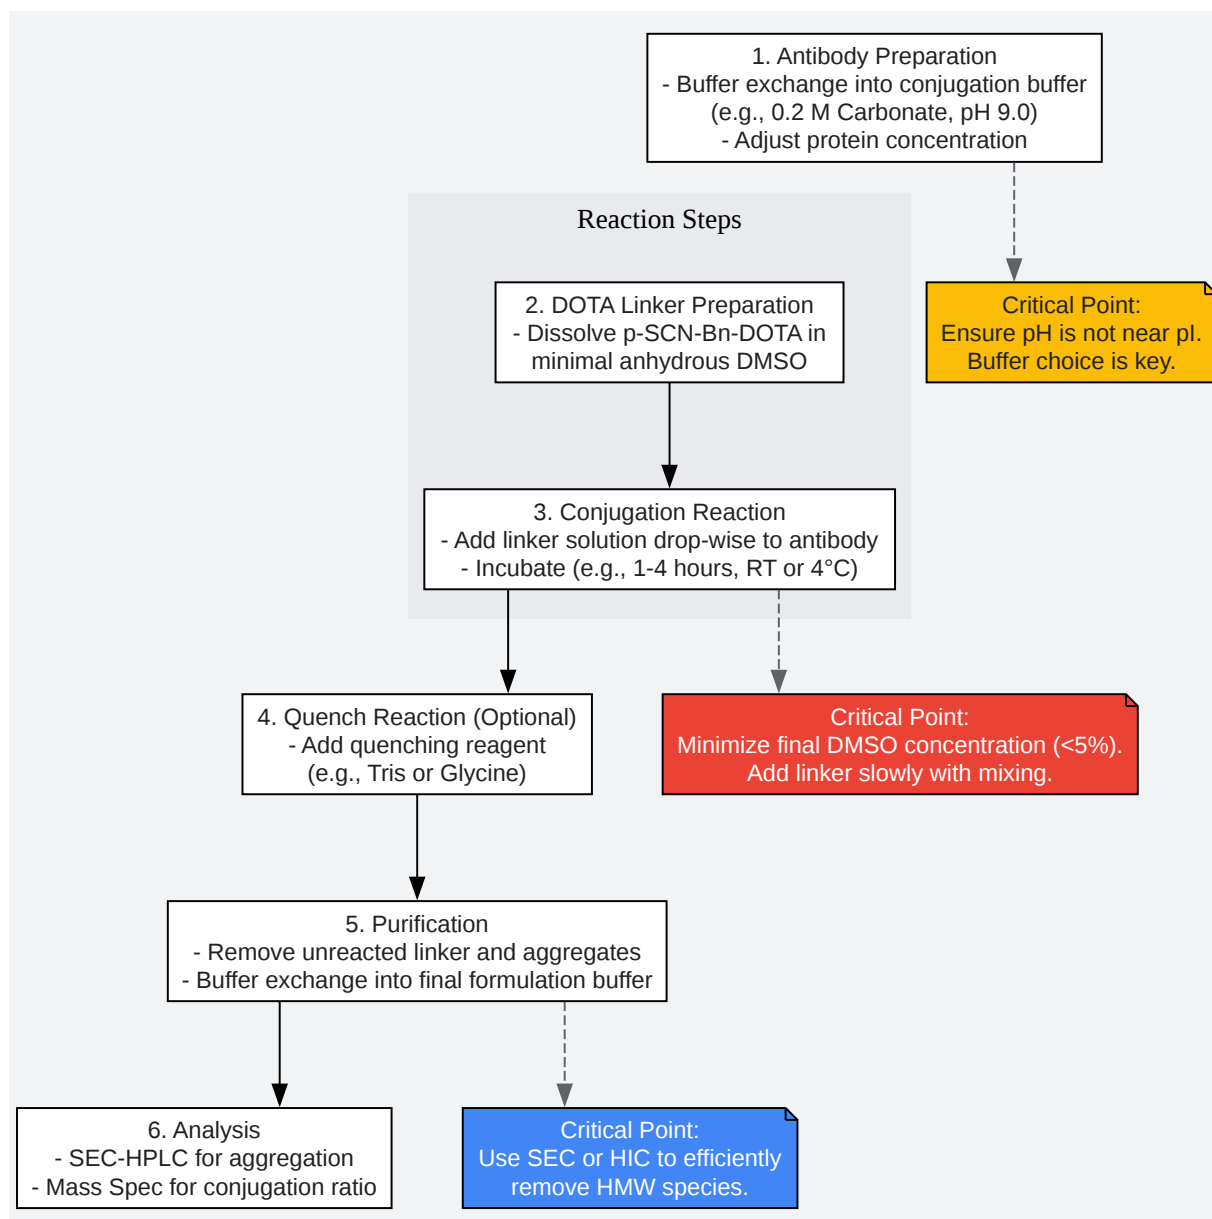 1. Antibody Preparation
- Buffer exchange into conjugation buffer
(e.g., 0.2 M Carbonate, pH 9.0)
- Adjust protein concentration
Reaction Steps
2. DOTA Linker Preparation
- Dissolve p-SCN-Bn-DOTA in
minimal anhydrous DMSO
Critical Point:
Ensure pH is not near pI.
Buffer choice is key.
3. Conjugation Reaction
- Add linker solution drop-wise to antibody
- Incubate (e.g., 1-4 hours, RT or 4°C)
4. Quench Reaction (Optional)
- Add quenching reagent
(e.g., Tris or Glycine)
Critical Point:
Minimize final DMSO concentration (<5%).
Add linker slowly with mixing.
5. Purification
- Remove unreacted linker and aggregates
- Buffer exchange into final formulation buffer
6. Analysis
- SEC-HPLC for aggregation
- Mass Spec for conjugation ratio
Critical Point:
Use SEC or HIC to efficiently
remove HMW species.